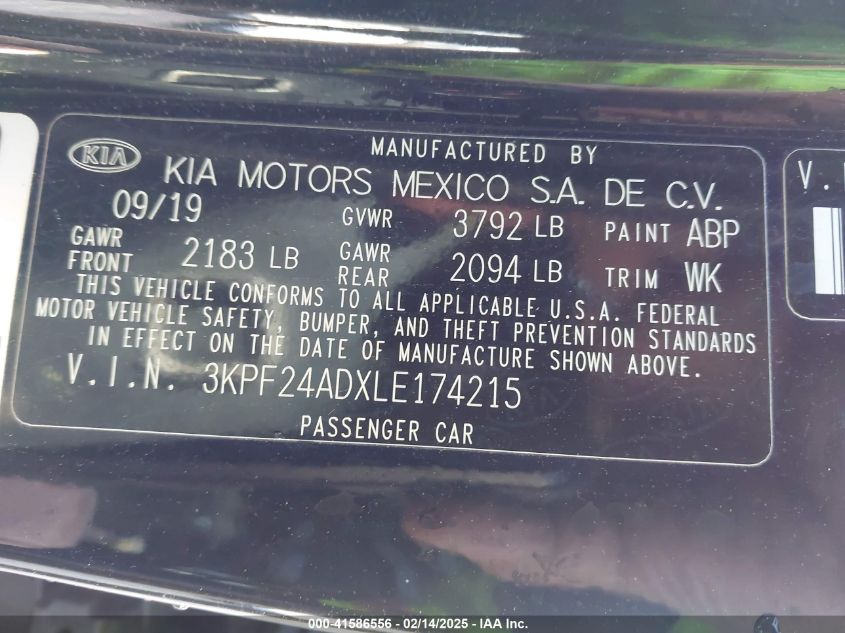 MANUFACTURED BY
KIA KIA MOTORS MEXICO S.A. DE C.V.
09/19 GVWR 3792 LB PAINT ABP
GAWR FRONT 2183 LB GAWR REAR 2094 LB TRIM WK
THIS VEHICLE CONFORMS TO ALL APPLICABLE U.S.A. FEDERAL
MOTOR VEHICLE SAFETY, BUMPER, AND THEFT PREVENTION STANDARDS
IN EFFECT ON THE DATE OF MANUFACTURE SHOWN ABOVE.
V.I.N. 3KPF24ADXLE174215
PASSENGER CAR
V.
000-41586556 - 02/14/2025 - IAA Inc.